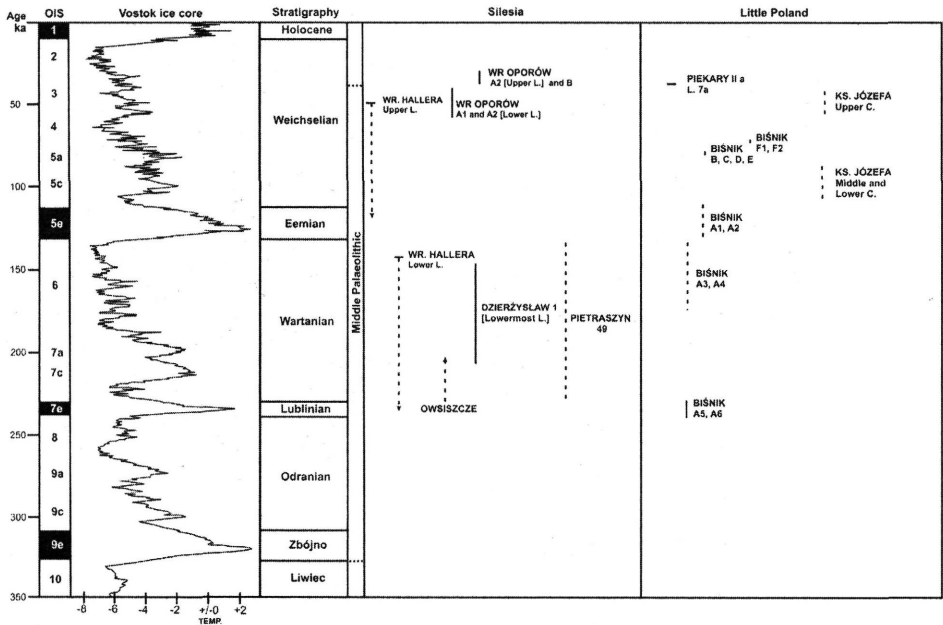 Age ka OIS Vostok ice core Stratigraphy Silesia Little Poland
1 Holocene
2
WR OPORÓW
A2 [Upper L.] and B
PIEKARY II a
L. 7a
3
WR. HALLERA
Upper L.
WR OPORÓW
A1 and A2 [Lower L.]
KS. JÓZEFA
Upper C.
50
Weichselian
4
BIŚNIK
F1, F2
BIŚNIK
B, C, D, E
5a
5c
KS. JÓZEFA
Middle and
Lower C.
100
5e Eemian
BIŚNIK
A1, A2
WR. HALLERA
Lower L.
150
6
BIŚNIK
A3, A4
Middle Palaeolithic
Wartanian
DZIERŻYSŁAW 1
[Lowermost L.]
PIETRASZYN
49
200
7a
7c
7e Lublinian
OWSISZCZE
BIŚNIK
A5, A6
250
8
9a
Odranian
9c
300
9e Zbójno
10 Liwiec
350
-8 -6 -4 -2 +/-0 +2
TEMP.